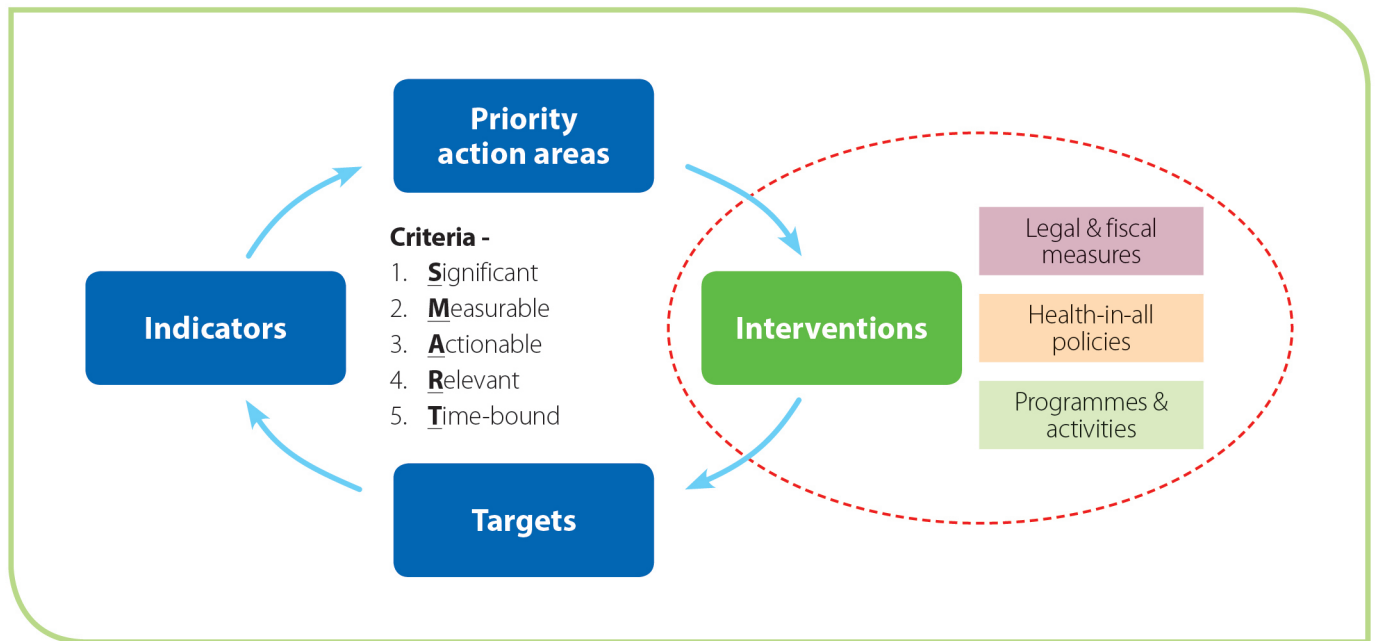 Priority
action areas
Criteria -
1. Significant
2. Measurable
3. Actionable
4. Relevant
5. Time-bound
Indicators
Interventions
Legal & fiscal
measures
Health-in-all
policies
Programmes &
activities
Targets